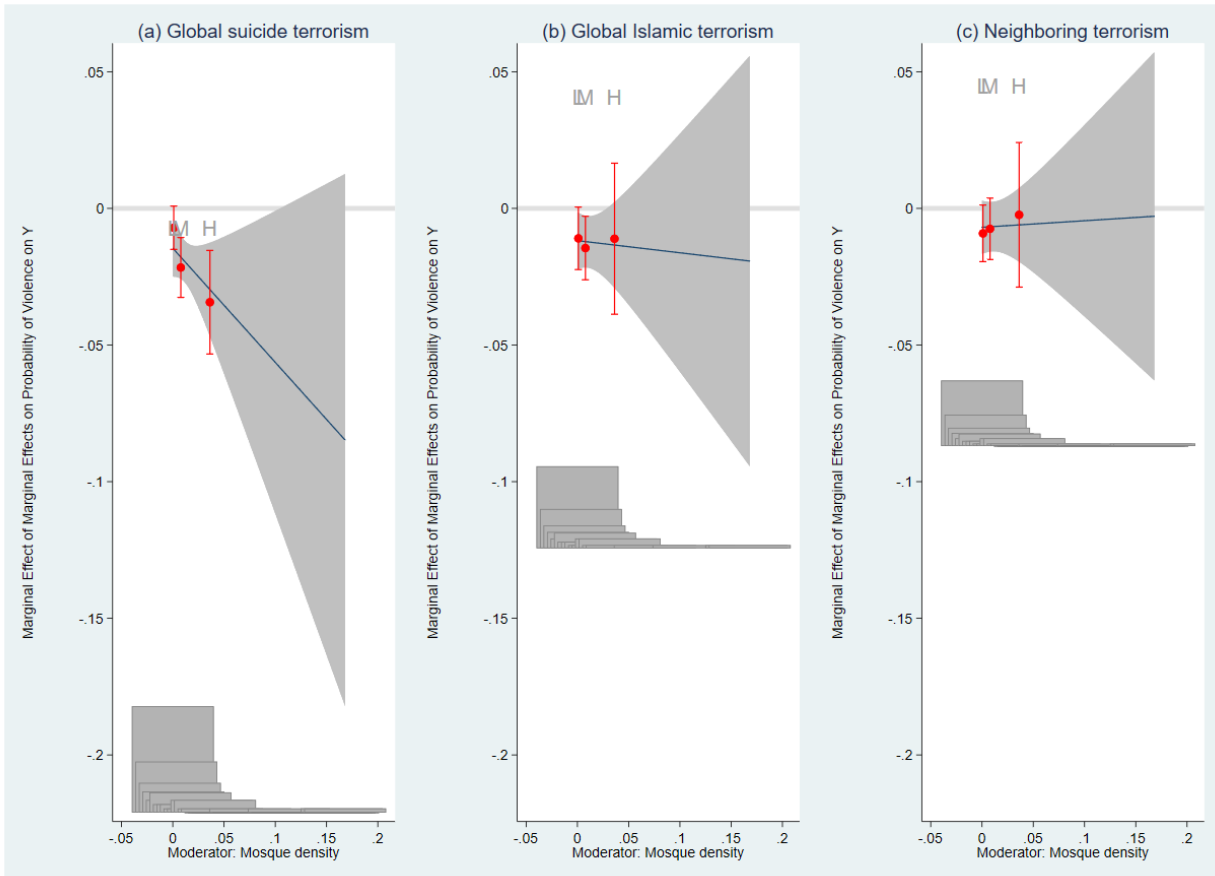 (a) Global suicide terrorism
(b) Global Islamic terrorism
(c) Neighboring terrorism
Marginal Effect of Marginal Effects on Probability of Violence on Y
.05
0
-.05
-.1
-.15
-.2
L M H
-.05 0 .05 .1 .15 .2
Moderator: Mosque density
Marginal Effect of Marginal Effects on Probability of Violence on Y
.05
0
-.05
-.1
-.15
-.2
L M H
-.05 0 .05 .1 .15 .2
Moderator: Mosque density
Marginal Effect of Marginal Effects on Probability of Violence on Y
.05
0
-.05
-.1
-.15
-.2
L M H
-.05 0 .05 .1 .15 .2
Moderator: Mosque density